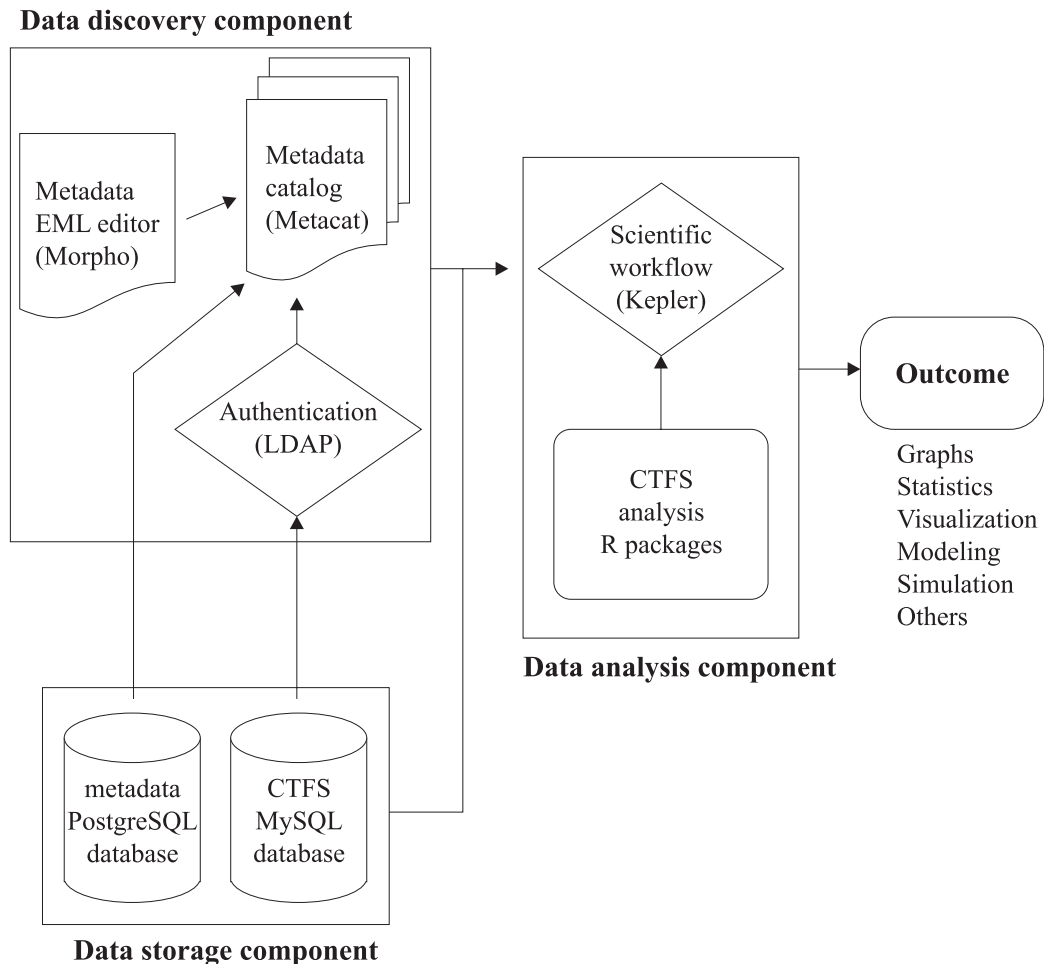 Data discovery component
Metadata
EML editor
(Morpho)
Metadata
catalog
(Metacat)
Authentication
(LDAP)
Scientific
workflow
(Kepler)
CTFS
analysis
R packages
Data analysis component
Outcome
Graphs
Statistics
Visualization
Modeling
Simulation
Others
metadata
PostgreSQL
database
CTFS
MySQL
database
Data storage component